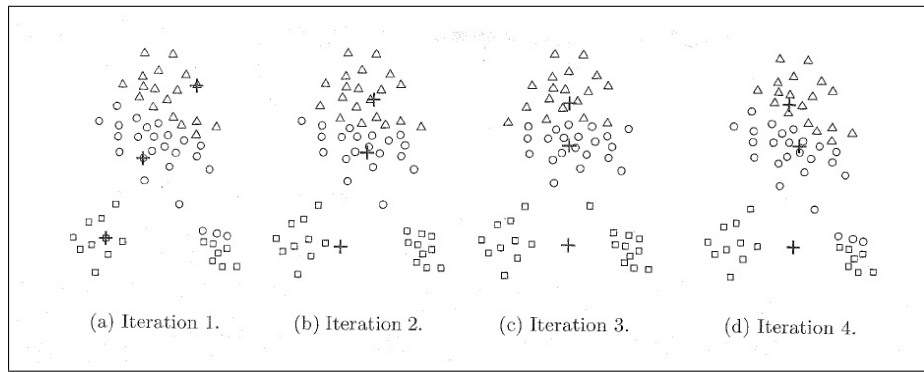 (a) Iteration 1.
(b) Iteration 2.
(c) Iteration 3.
(d) Iteration 4.